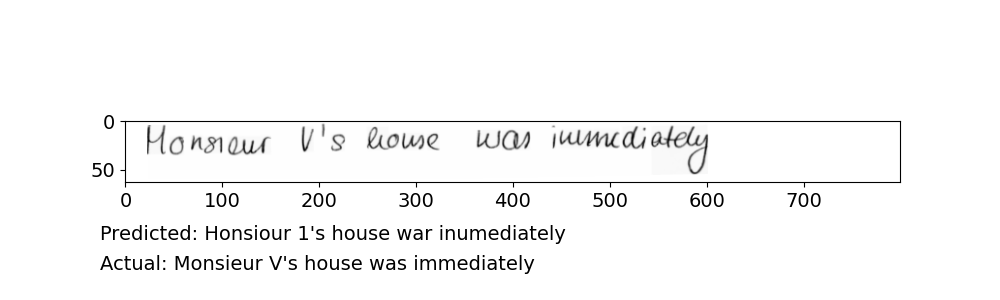 0
Monsieur V's house was immediately
50
0 100 200 300 400 500 600 700
Predicted: Honsiour 1's house war inumediately
Actual: Monsieur V's house was immediately